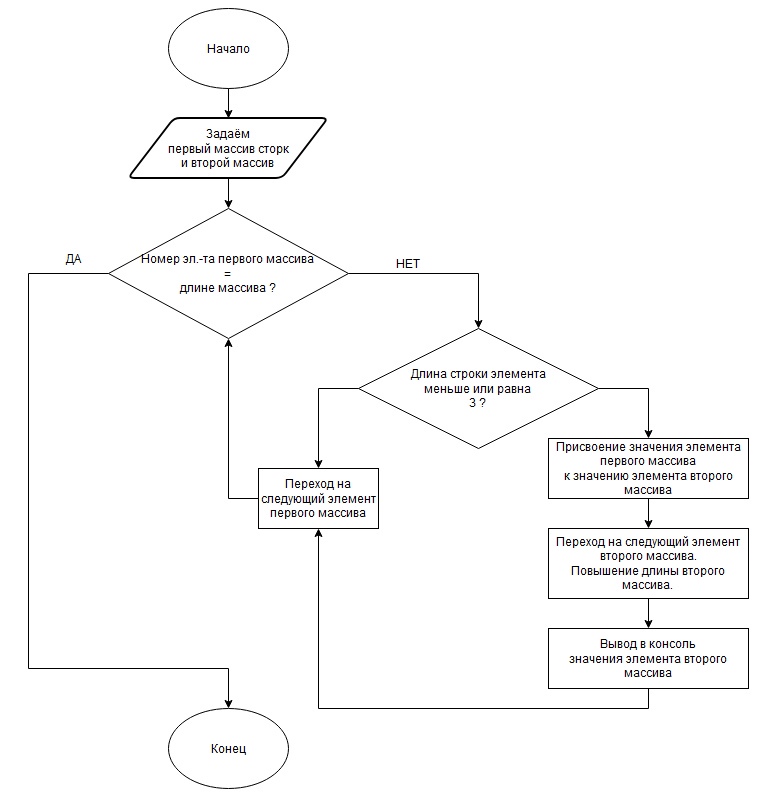 Начало
Задаём
первый массив сторк
и второй массив
ДА
Номер эл.-та первого массива
=
длине массива ?
НЕТ
Длина строки элемента
меньше или равна
3 ?
Присвоение значения элемента
первого массива
к значению элемента второго
массива
Переход на
следующий элемент
первого массива
Переход на следующий элемент
второго массива.
Повышение длины второго
массива.
Вывод в консоль
значения элемента второго
массива
Конец